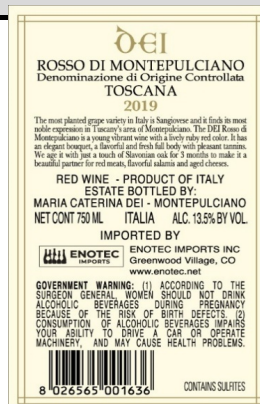 DEI
ROSSO DI MONTEPULCIANO
Denominazione di Origine Controllata
TOSCANA
2019
The most planted grape variety in Italy is Sangiovese and it finds its most
noble expression in Tuscany's area of Montepulciano. The DEI Rosso di
Montepulciano is a young vibrant wine with a lively ruby red color. It has
an elegant bouquet, a flavorful and fresh full body with pleasant tannins.
We age it with just a touch of Slavonian oak for 3 months to make it a
beautiful partner for red meats, flavorful salamis and aged cheeses.
RED WINE - PRODUCT OF ITALY
ESTATE BOTTLED BY:
MARIA CATERINA DEI - MONTEPULCIANO
NET CONT 750 ML ITALIA ALC. 13.5% BY VOL.
IMPORTED BY
ENOTEC
IMPORTS
ENOTEC IMPORTS INC
Greenwood Village, CO
www.enotec.net
GOVERNMENT WARNING: (1) ACCORDING TO THE
SURGEON GENERAL, WOMEN SHOULD NOT DRINK
ALCOHOLIC BEVERAGES DURING PREGNANCY
BECAUSE OF THE RISK OF BIRTH DEFECTS. (2)
CONSUMPTION OF ALCOHOLIC BEVERAGES IMPAIRS
YOUR ABILITY TO DRIVE A CAR OR OPERATE
MACHINERY, AND MAY CAUSE HEALTH PROBLEMS.
8 026565 001636
CONTAINS SULFITES